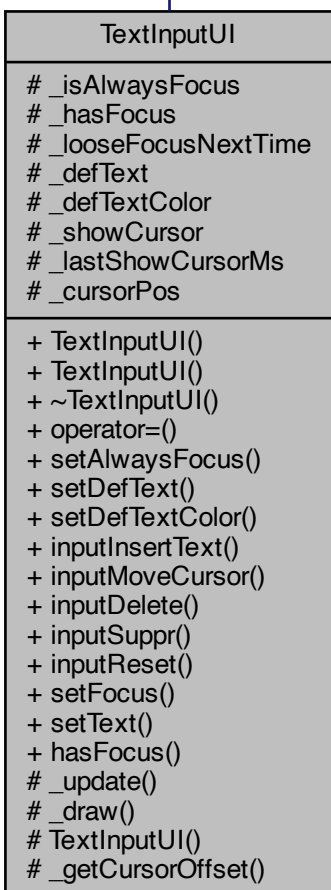 TextInputUI
# _isAlwaysFocus
# _hasFocus
# _looseFocusNextTime
# _defText
# _defTextColor
# _showCursor
# _lastShowCursorMs
# _cursorPos
+ TextInputUI()
+ TextInputUI()
+ ~TextInputUI()
+ operator=()
+ setAlwaysFocus()
+ setDefText()
+ setDefTextColor()
+ inputInsertText()
+ inputMoveCursor()
+ inputDelete()
+ inputSuppr()
+ inputReset()
+ setFocus()
+ setText()
+ hasFocus()
# _update()
# _draw()
# TextInputUI()
# _getCursorOffset()